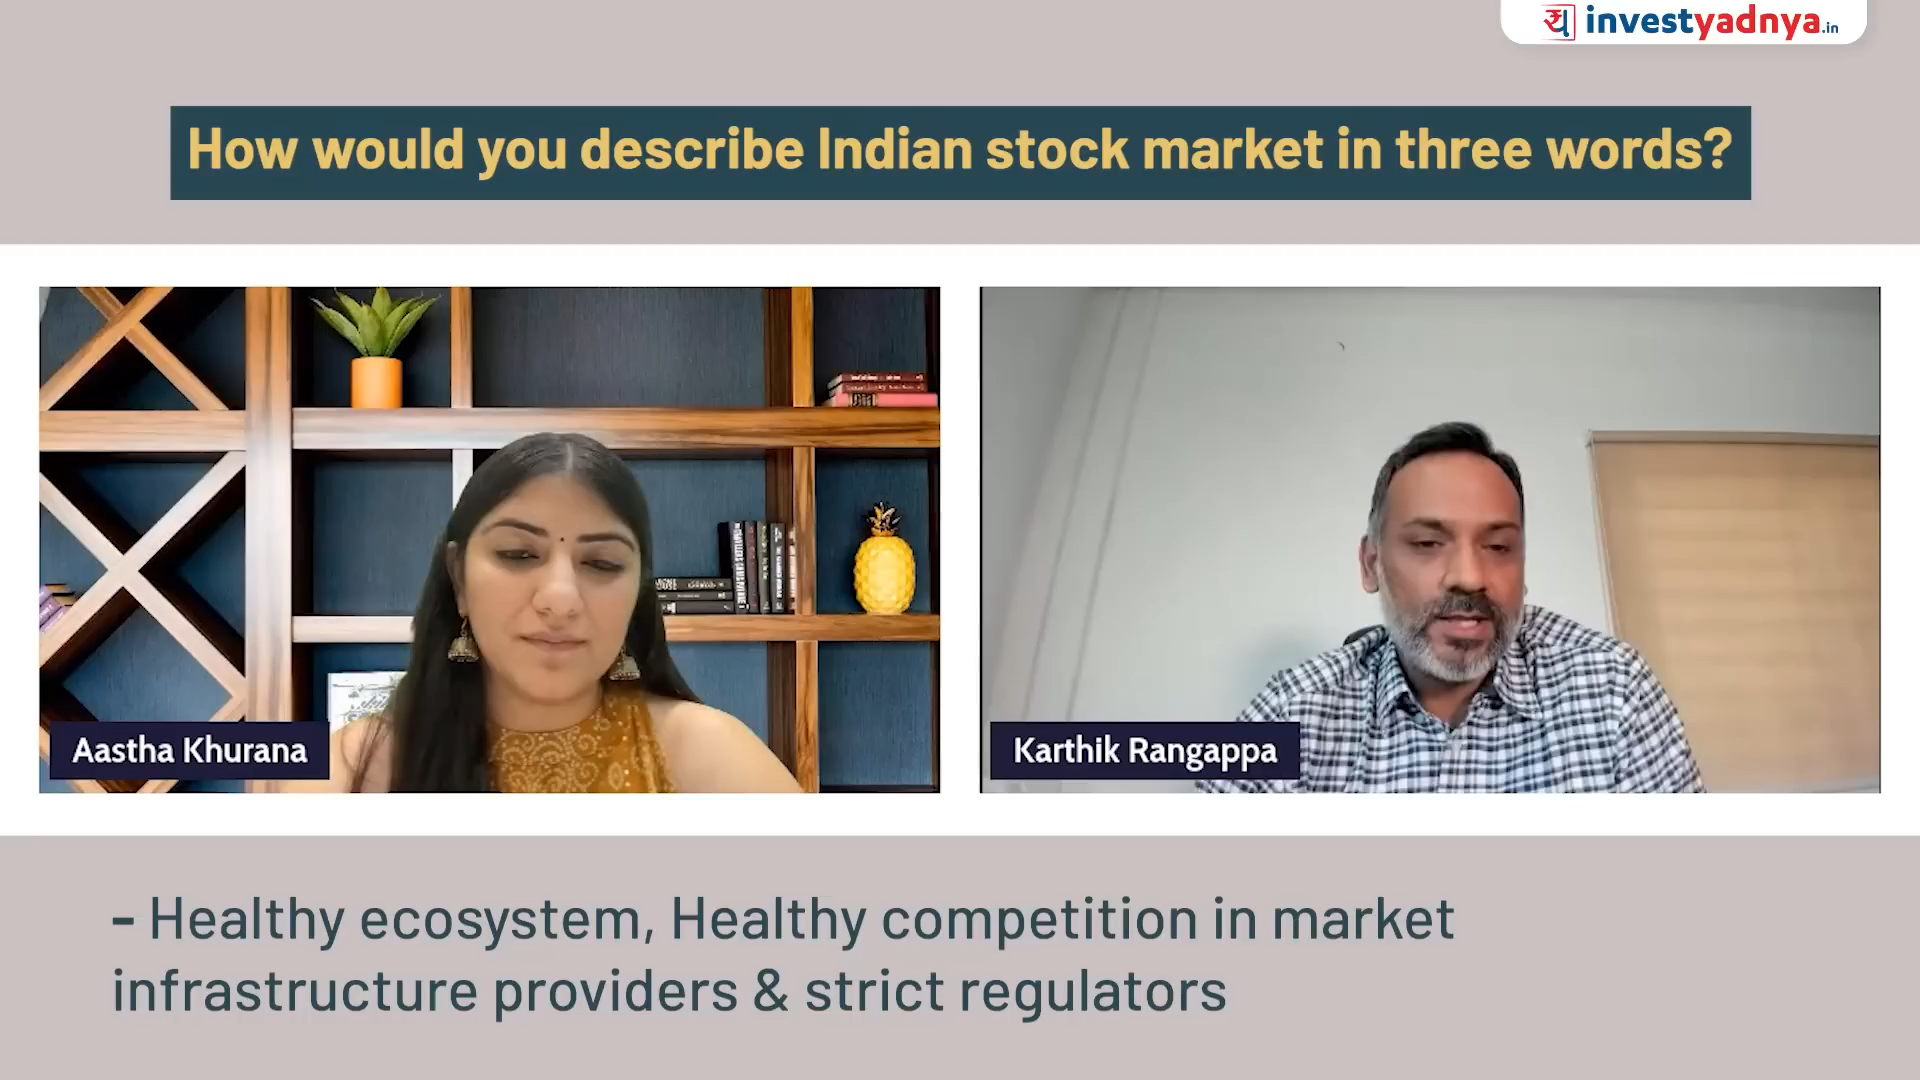 investyadnya.in
How would you describe Indian stock market in three words?
Aastha Khurana
Karthik Rangappa
- Healthy ecosystem, Healthy competition in market
infrastructure providers & strict regulators